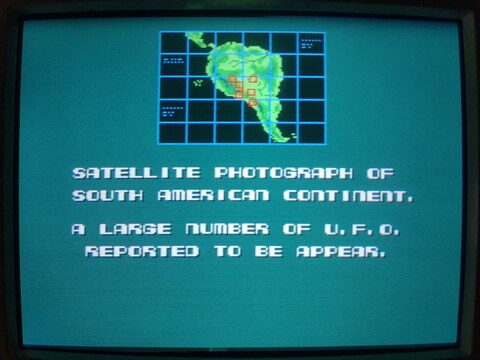 SATELLITE PHOTOGRAPH OF
SOUTH AMERICAN CONTINENT.
A LARGE NUMBER OF U.F.O.
REPORTED TO BE APPEAR.